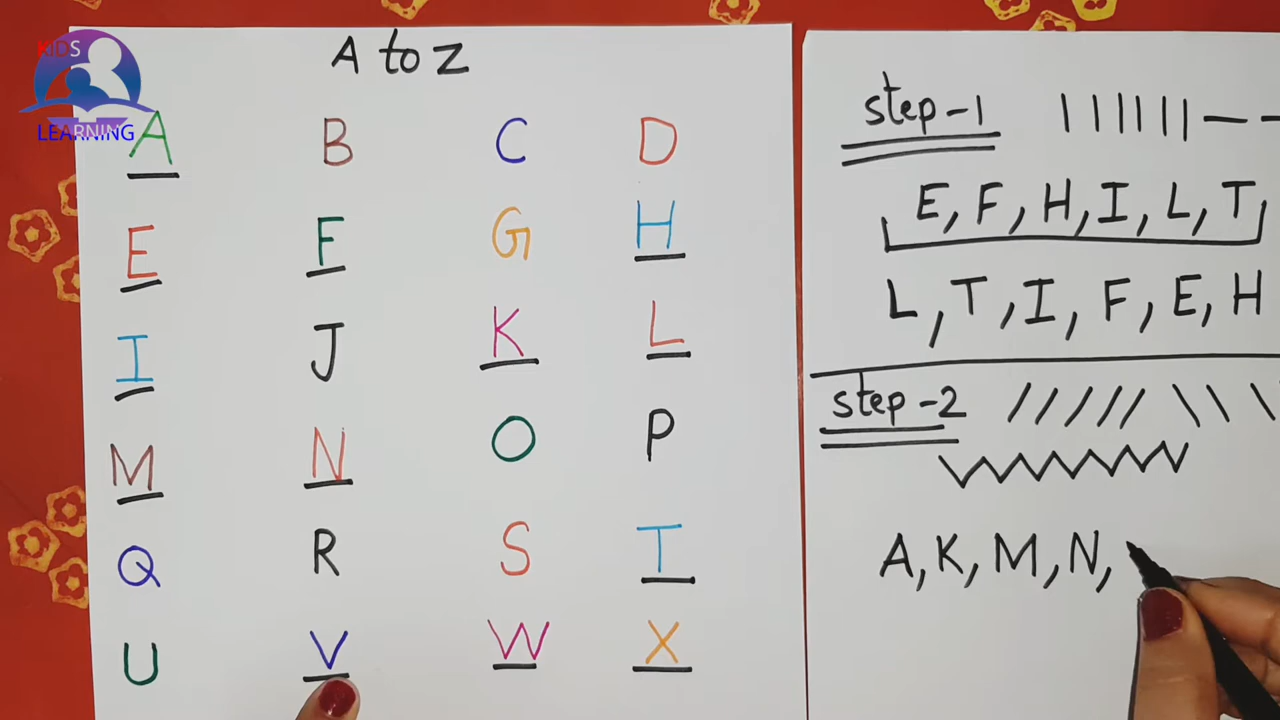 KIDS
LEARNING
A to Z
A B C D
E F G H
I J K L
M N O P
Q R S T
U V W X
step-1
E, F, H, I, L, T,
L, T, I, F, E, H
step-2
A, K, M, N,